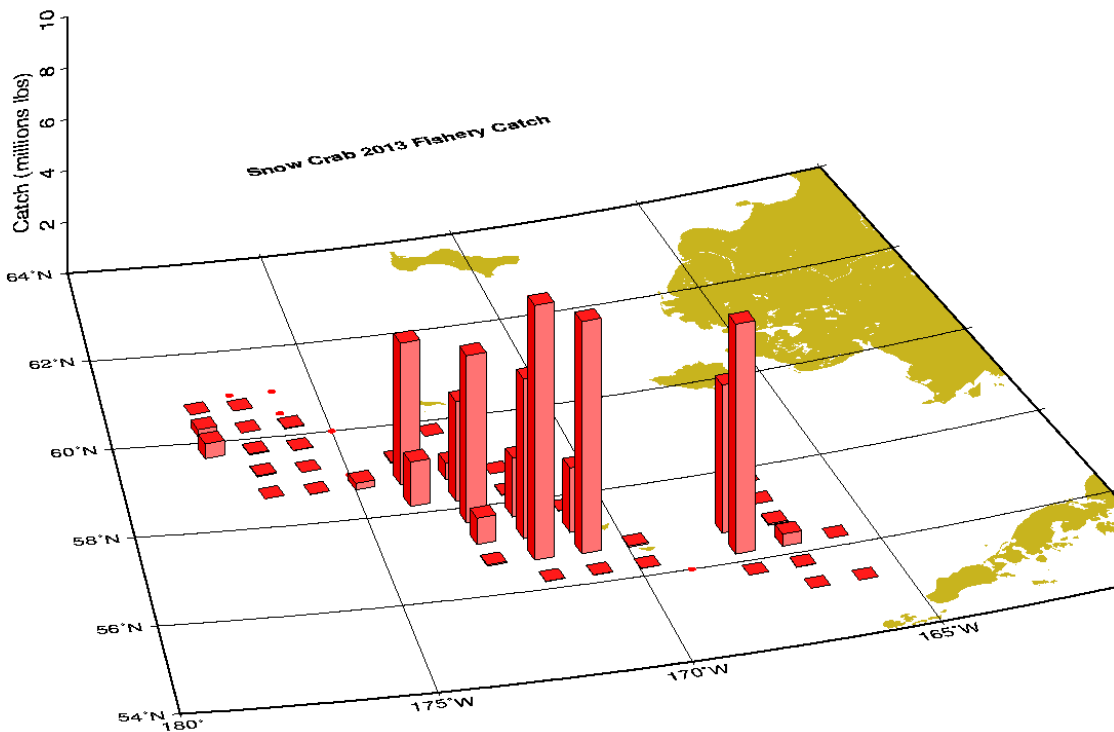 10
8
6
4
2
Catch (millions lbs)
Snow Crab 2013 Fishery Catch
64°N
62°N
60°N
58°N
56°N
54°N
180°
175°W
170°W
165°W